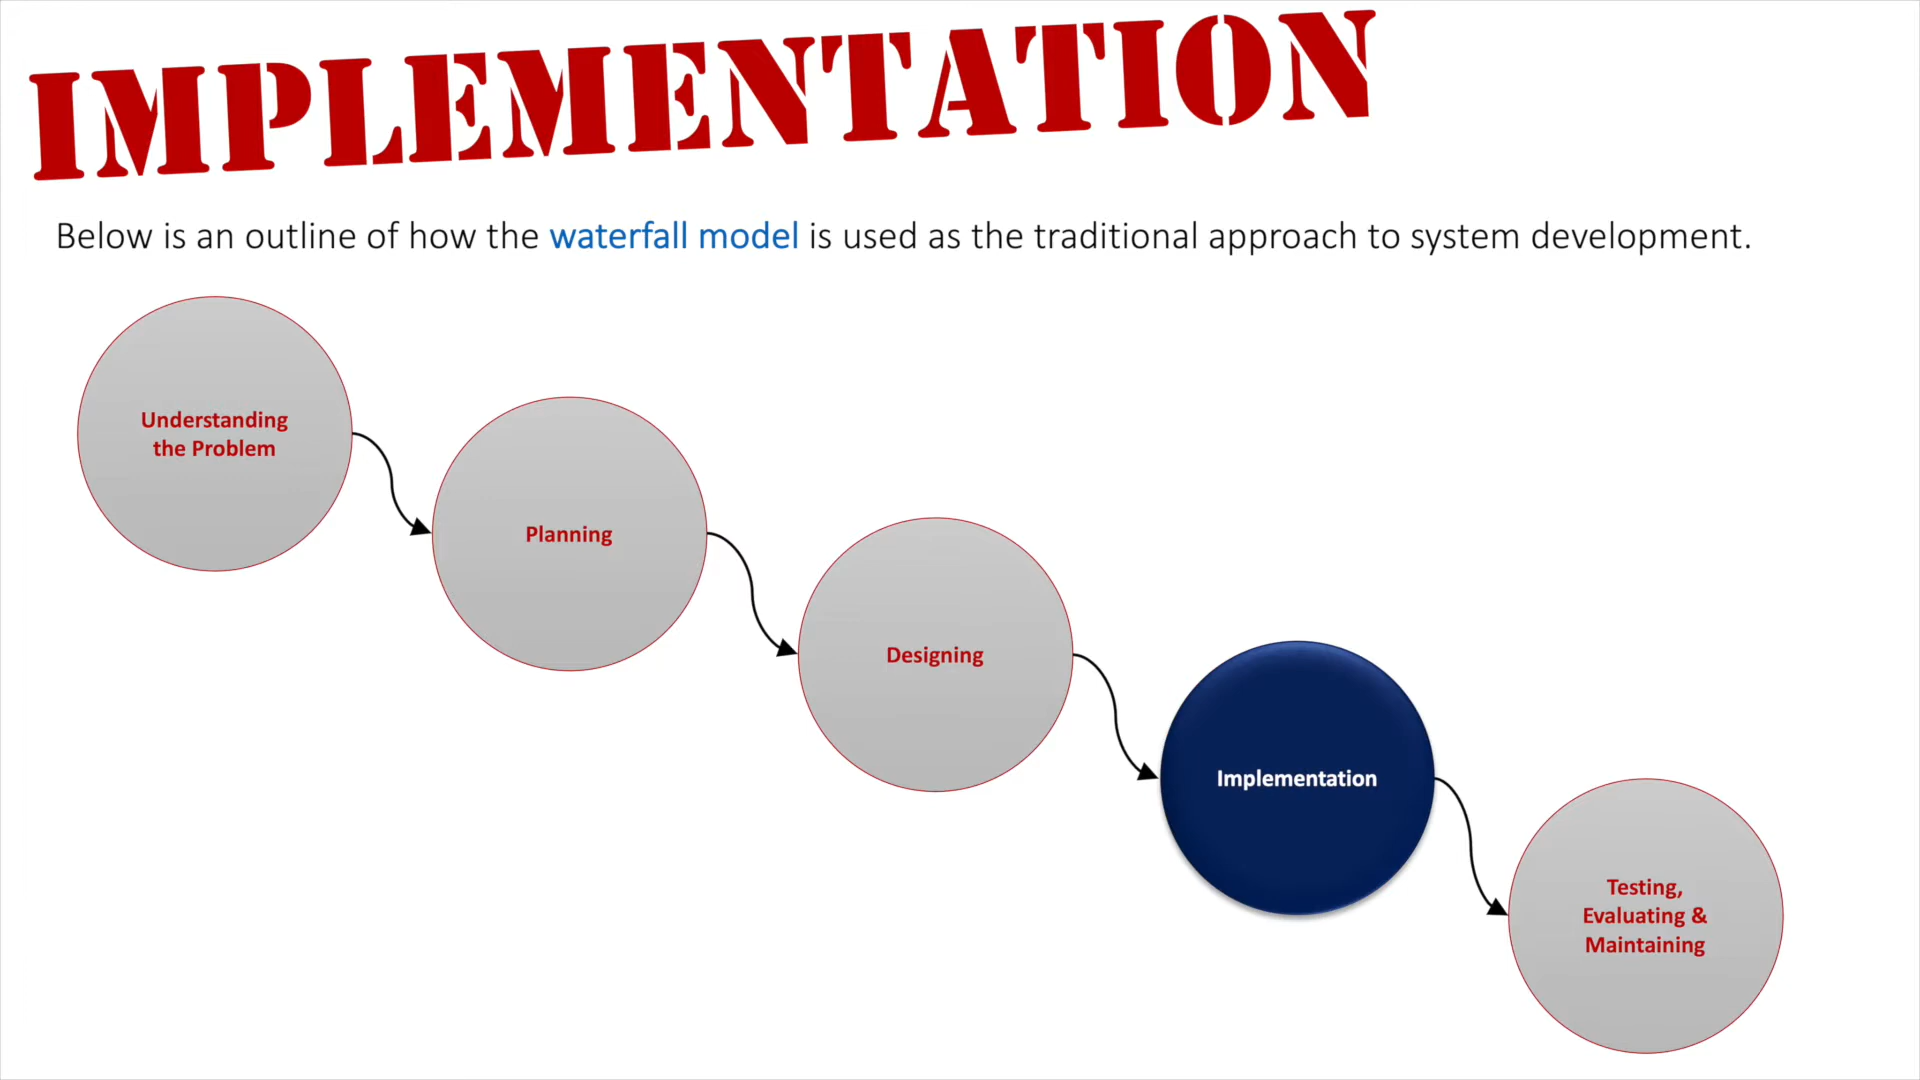 IMPLEMENTATION
Below is an outline of how the waterfall model is used as the traditional approach to system development.
Understanding
the Problem
Planning
Designing
Implementation
Testing,
Evaluating &
Maintaining